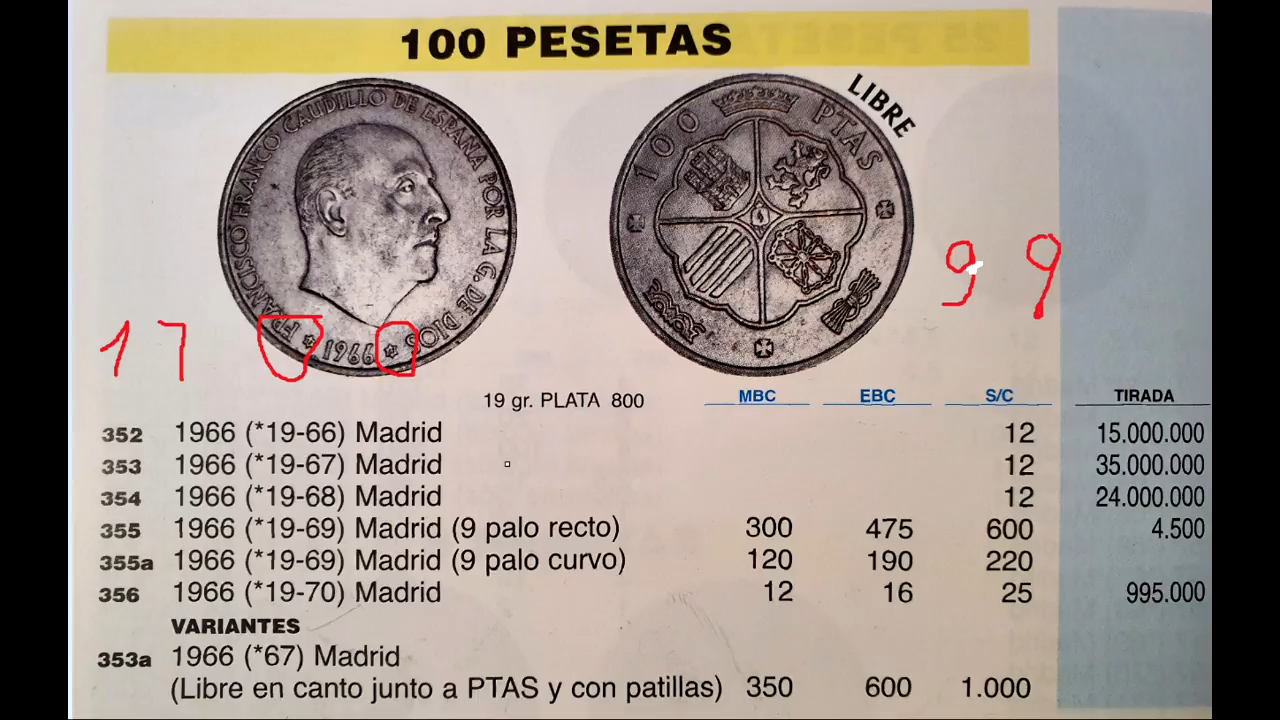 100 PESETAS
FRANCISCO FRANCO CAUDILLO DE ESPAÑA POR LA G. DE DIOS
1966
100 PTAS
LIBRE
17
9 9
19 gr. PLATA 800 MBC EBC S/C TIRADA
352 1966 (*19-66) Madrid 12 15.000.000
353 1966 (*19-67) Madrid 12 35.000.000
354 1966 (*19-68) Madrid 12 24.000.000
355 1966 (*19-69) Madrid (9 palo recto) 300 475 600 4.500
355a 1966 (*19-69) Madrid (9 palo curvo) 120 190 220
356 1966 (*19-70) Madrid 12 16 25 995.000
VARIANTES
353a 1966 (*67) Madrid
(Libre en canto junto a PTAS y con patillas) 350 600 1.000